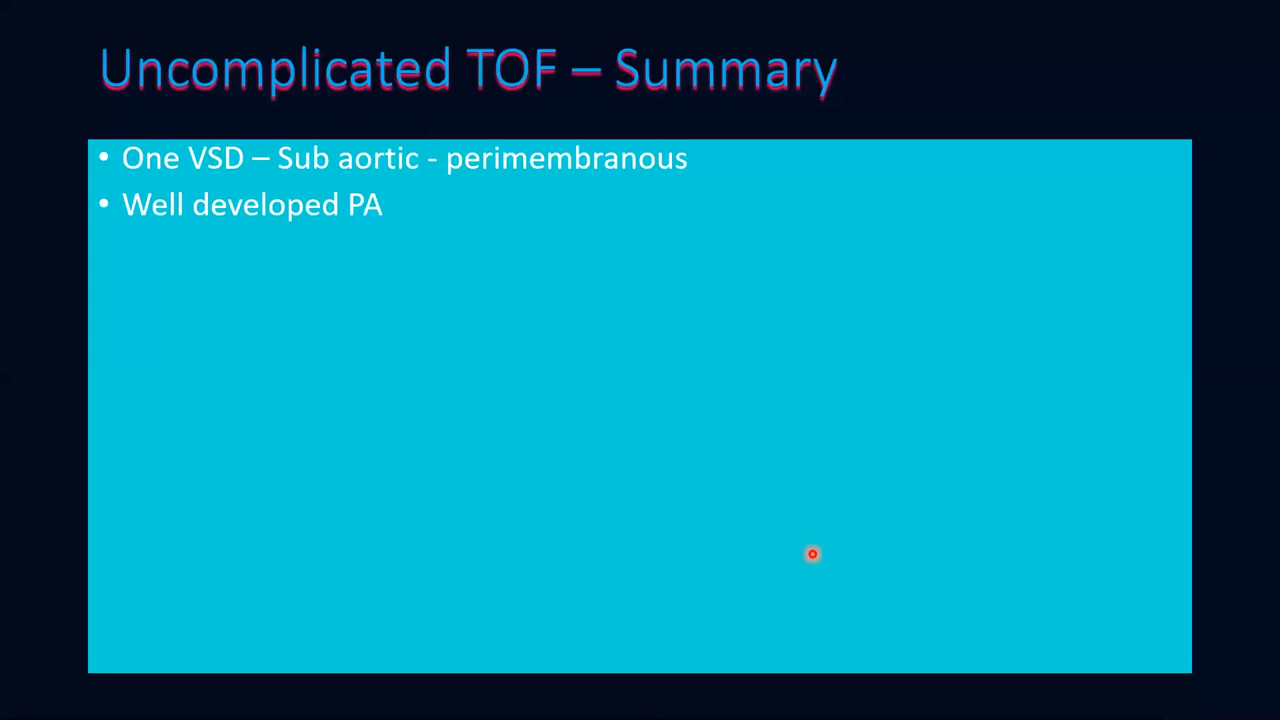 Uncomplicated TOF – Summary
• One VSD – Sub aortic - perimembranous
• Well developed PA